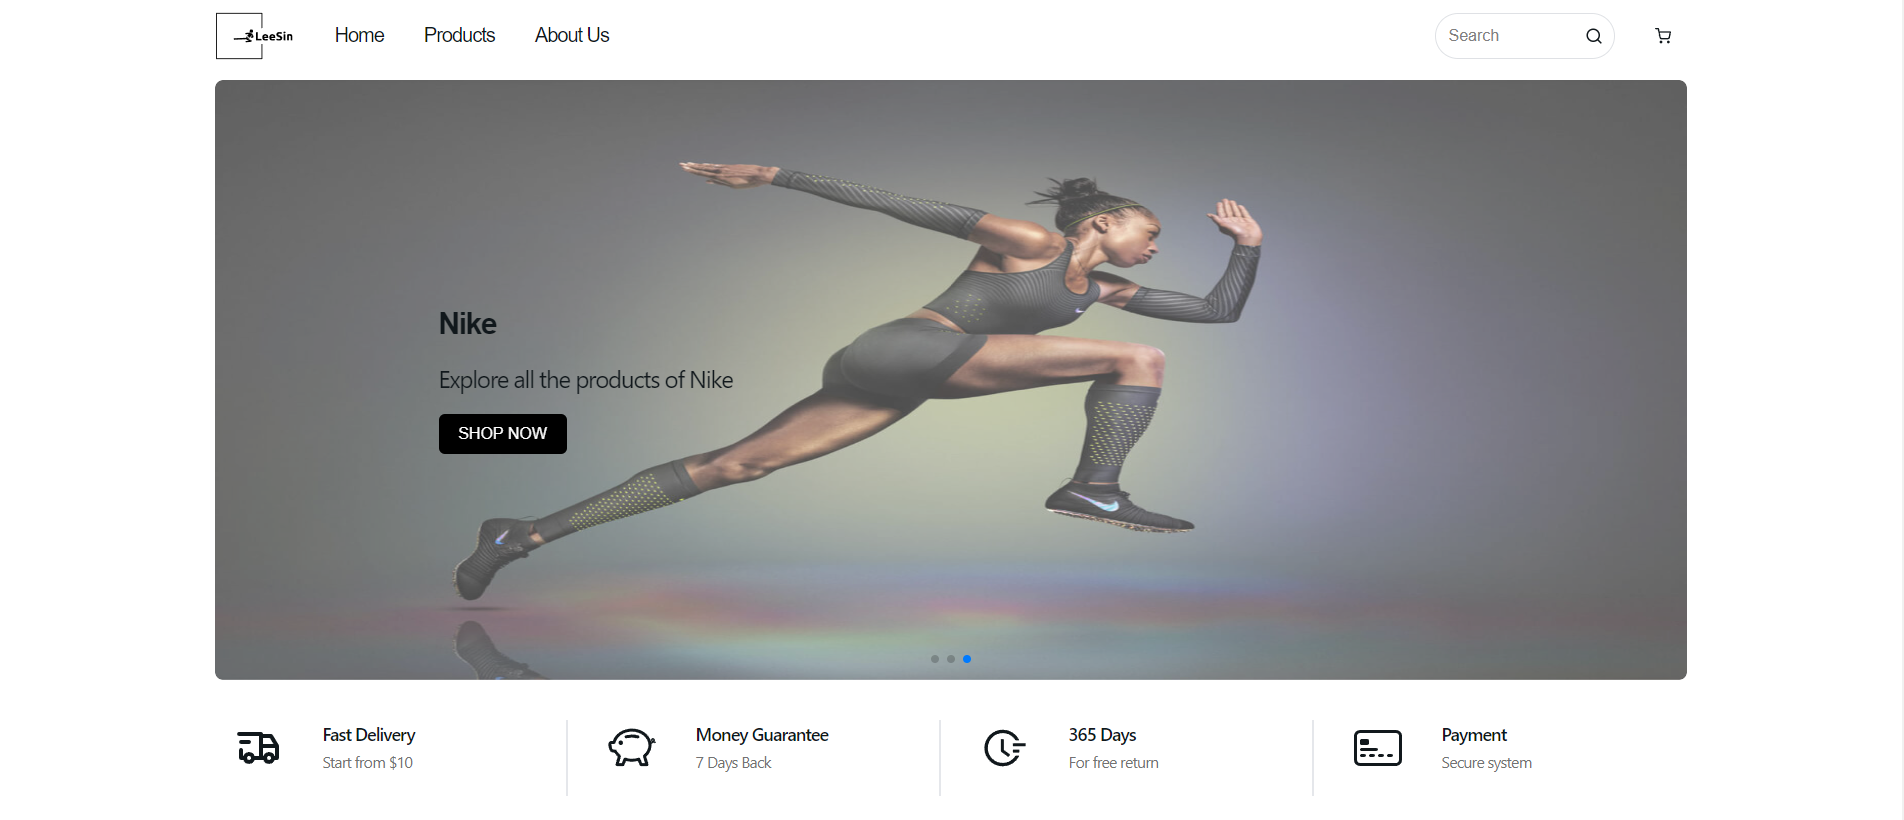 LeeSin
Home
Products
About Us
Search
Nike
Explore all the products of Nike
SHOP NOW
Fast Delivery
Start from $10
Money Guarantee
7 Days Back
365 Days
For free return
Payment
Secure system